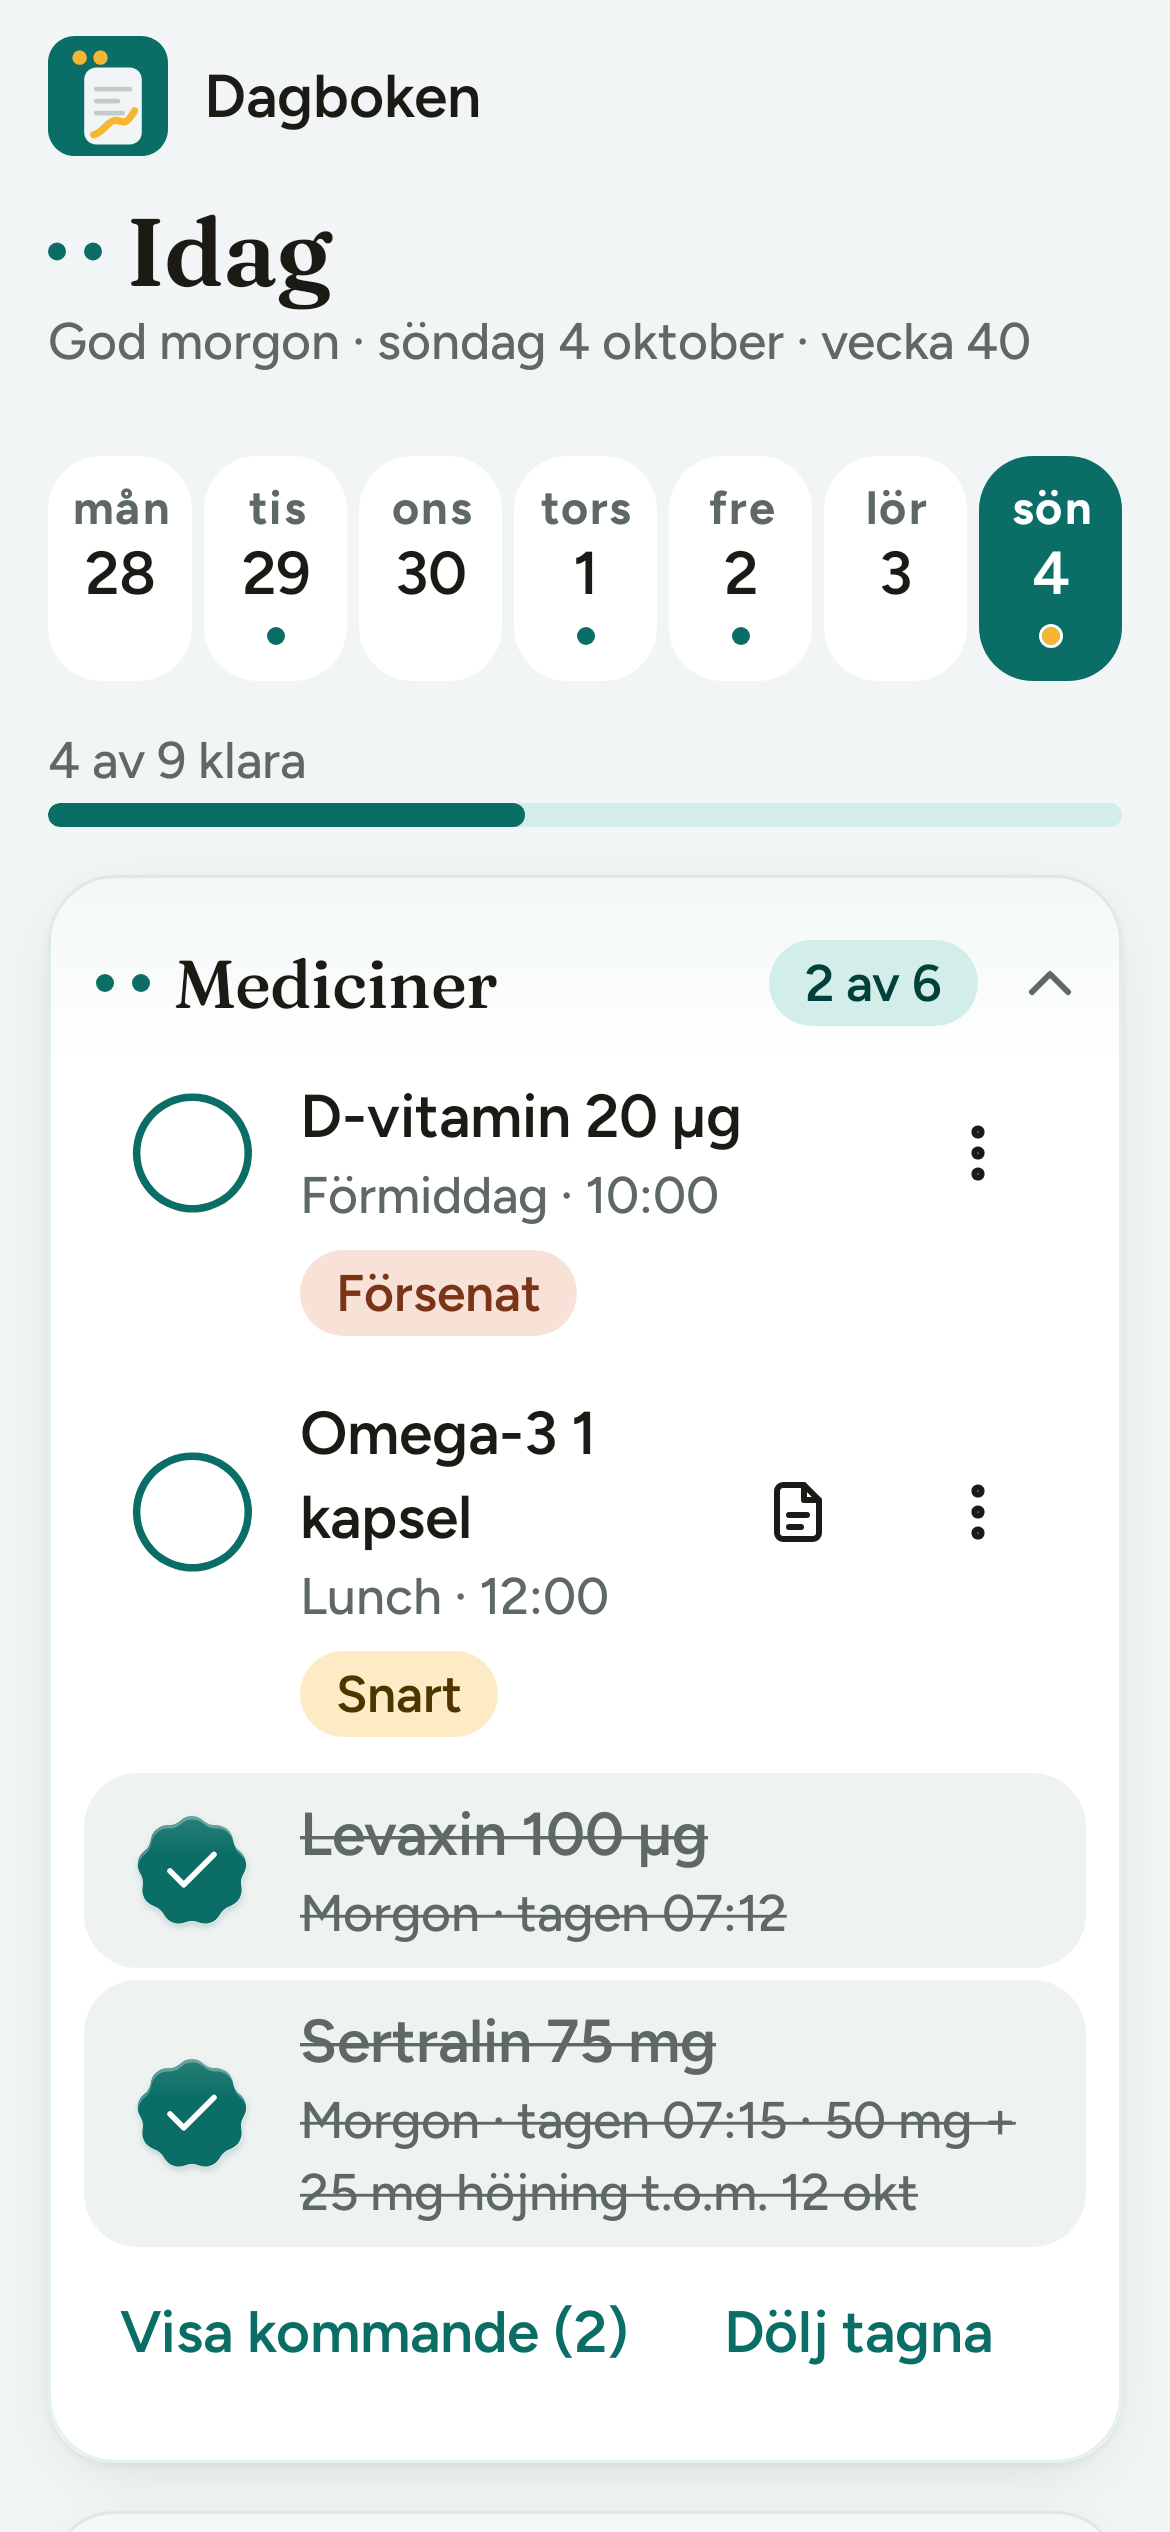 Dagboken
Idag
God morgon · söndag 4 oktober · vecka 40
mån tis ons tors fre lör sön
28 29 30 1 2 3 4
4 av 9 klara
Mediciner 2 av 6
D-vitamin 20 µg
Förmiddag · 10:00
Försenat
Omega-3 1
kapsel
Lunch · 12:00
Snart
Levaxin 100 µg
Morgon · tagen 07:12
Sertralin 75 mg
Morgon · tagen 07:15 · 50 mg +
25 mg höjning t.o.m. 12 okt
Visa kommande (2) Dölj tagna